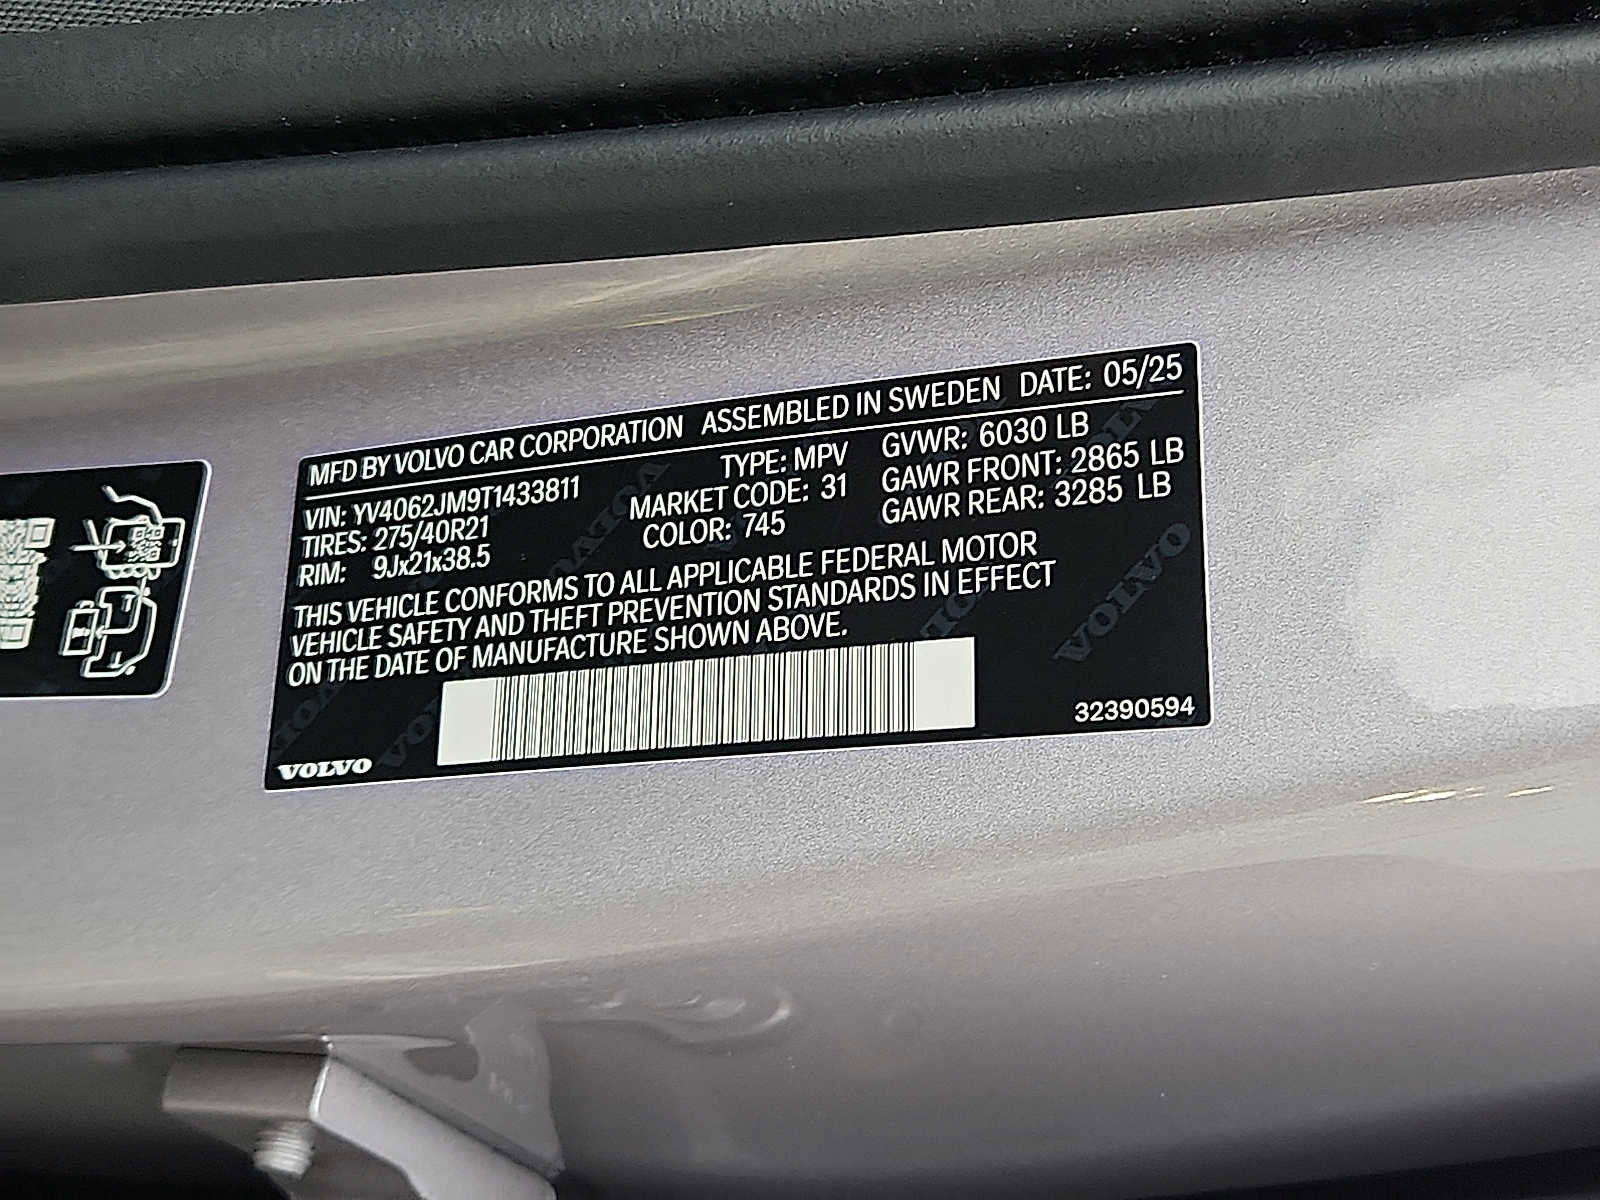 MFD BY VOLVO CAR CORPORATION ASSEMBLED IN SWEDEN DATE: 05/25
VIN: YV4062JM9T1433811 TYPE: MPV GVWR: 6030 LB
TIRES: 275/40R21 MARKET CODE: 31 GAWR FRONT: 2865 LB
RIM: 9Jx21x38.5 COLOR: 745 GAWR REAR: 3285 LB
THIS VEHICLE CONFORMS TO ALL APPLICABLE FEDERAL MOTOR
VEHICLE SAFETY AND THEFT PREVENTION STANDARDS IN EFFECT
ON THE DATE OF MANUFACTURE SHOWN ABOVE.
VOLVO 32390594